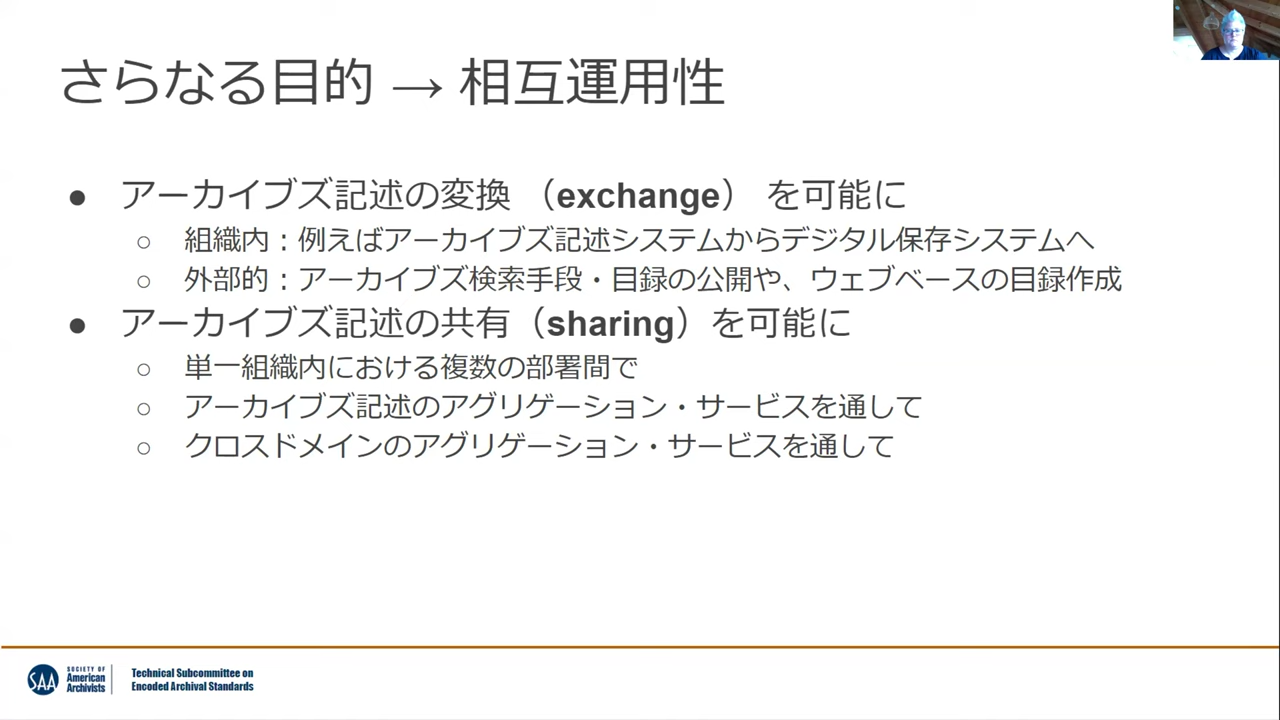 さらなる目的 → 相互運用性
● アーカイブズ記述の変換 （exchange） を可能に
○ 組織内：例えばアーカイブズ記述システムからデジタル保存システムへ
○ 外部的：アーカイブズ検索手段・目録の公開や、ウェブベースの目録作成
● アーカイブズ記述の共有（sharing）を可能に
○ 単一組織内における複数の部署間で
○ アーカイブズ記述のアグリゲーション・サービスを通して
○ クロスドメインのアグリゲーション・サービスを通して
SAA
SOCIETY OF
American
Archivists
Technical Subcommittee on
Encoded Archival Standards